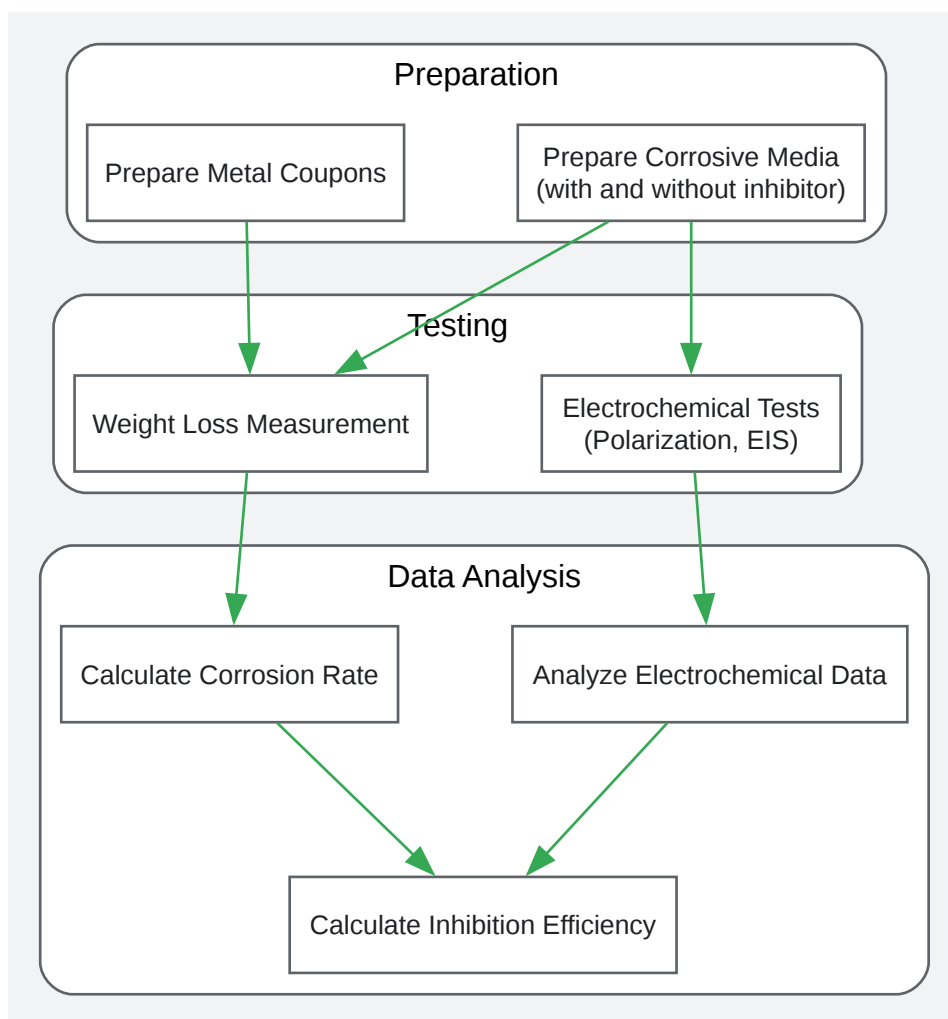 Preparation
Prepare Metal Coupons
Prepare Corrosive Media
(with and without inhibitor)
Testing
Weight Loss Measurement
Electrochemical Tests
(Polarization, EIS)
Data Analysis
Calculate Corrosion Rate
Analyze Electrochemical Data
Calculate Inhibition Efficiency